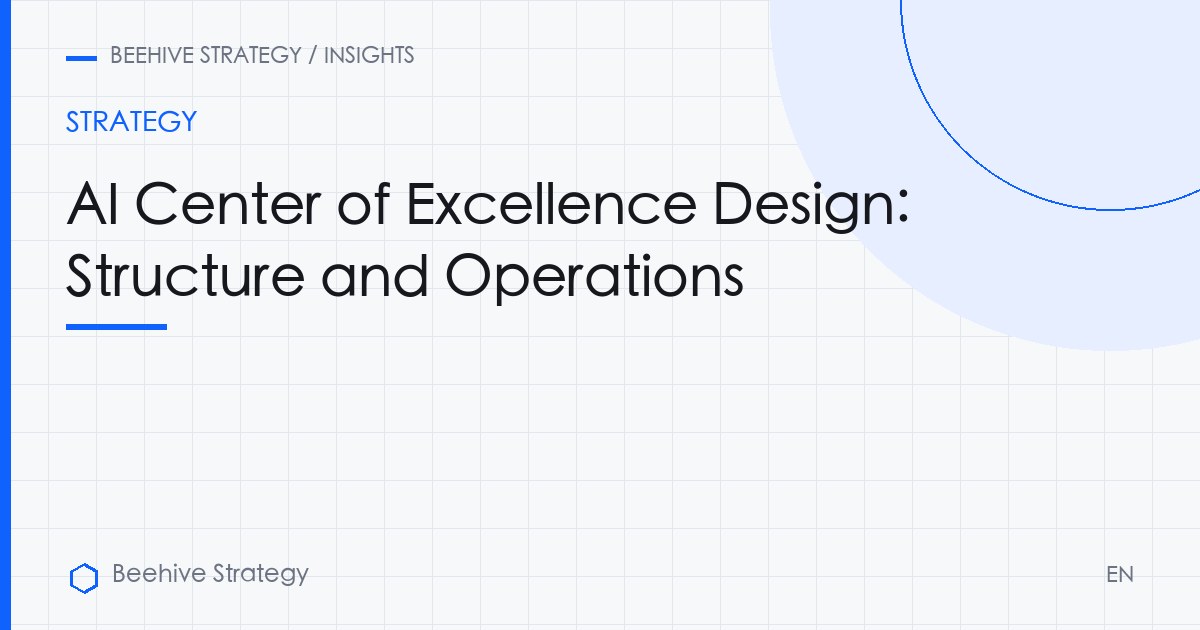 BEEHIVE STRATEGY / INSIGHTS
STRATEGY
AI Center of Excellence Design:
Structure and Operations
Beehive Strategy
EN